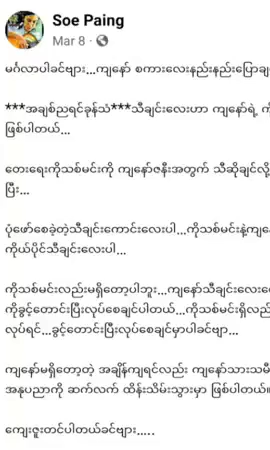 Soe Paing
Mar 8 ·
မင်္ဂလာပါခင်ဗျား...ကျနော် စကားလေးနည်းနည်းပြောချ
***အချစ်ညရင်ခုန်သံ***သီချင်းလေးဟာ ကျနော်ရဲ့
ဖြစ်ပါတယ်...
တေးရေးကိုသစ်မင်းကို ကျနော်ဇနီးအတွက် သီဆိုချင်လို့
ပြီး...
ပုံဖော်စေခဲ့တဲ့သီချင်းကောင်းလေးပါ...ကိုသစ်မင်းနဲ့ကျနေ
ကိုယ်ပိုင်သီချင်းလေးပါ...
ကိုသစ်မင်းလည်းမရှိတော့ပါဘူး...ကျနော်သီချင်းလေး
ကိုခွင့်တောင်းပြီးလုပ်စေချင်ပါတယ်...ကိုသစ်မင်းရှိလည်
လုပ်ရင်...ခွင့်တောင်းပြီးလုပ်စေချင်မှာပါခင်ဗျာ...
ကျနော်မရှိတော့တဲ့ အချိန်ကျရင်လည်း ကျနော်သားသမီ
အနုပညာကို ဆက်လက် ထိန်းသိမ်းသွားမှာ ဖြစ်ပါတယ်။
ကျေးဇူးတင်ပါတယ်ခင်ဗျား.....